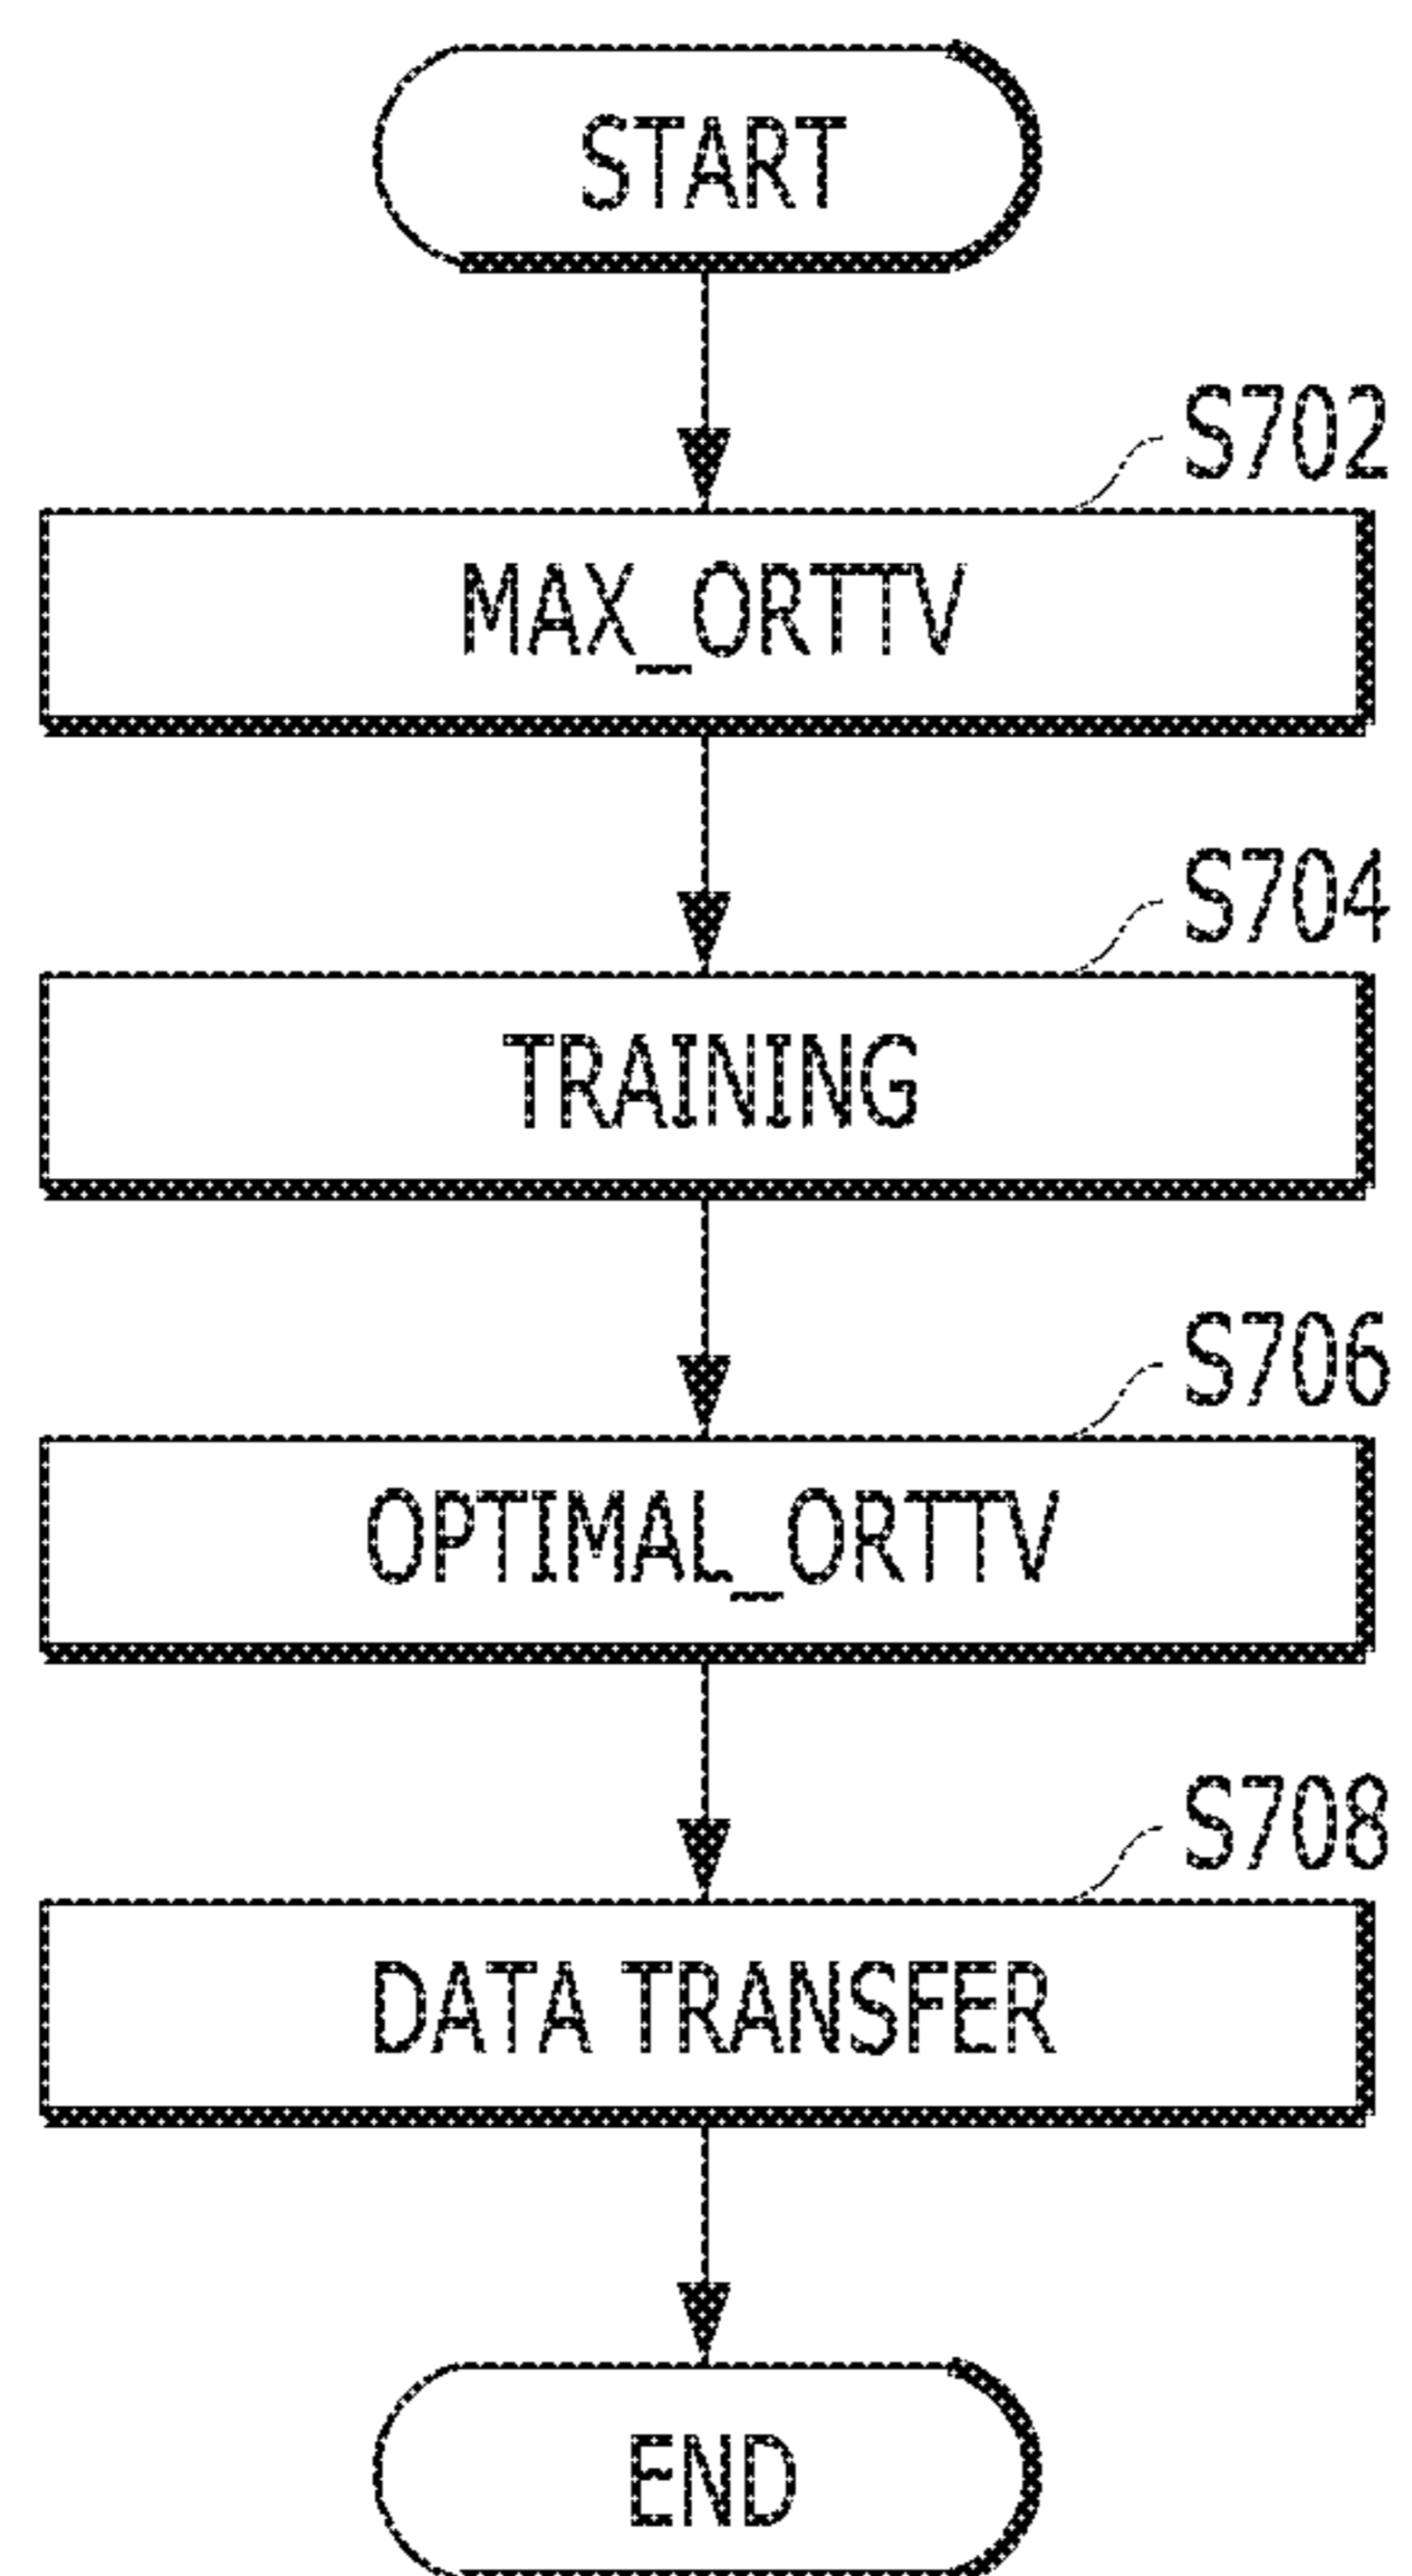 START
S702
MAX_ORTTV
S704
TRAINING
S706
OPTIMAL_ORTTV
S708
DATA TRANSFER
END